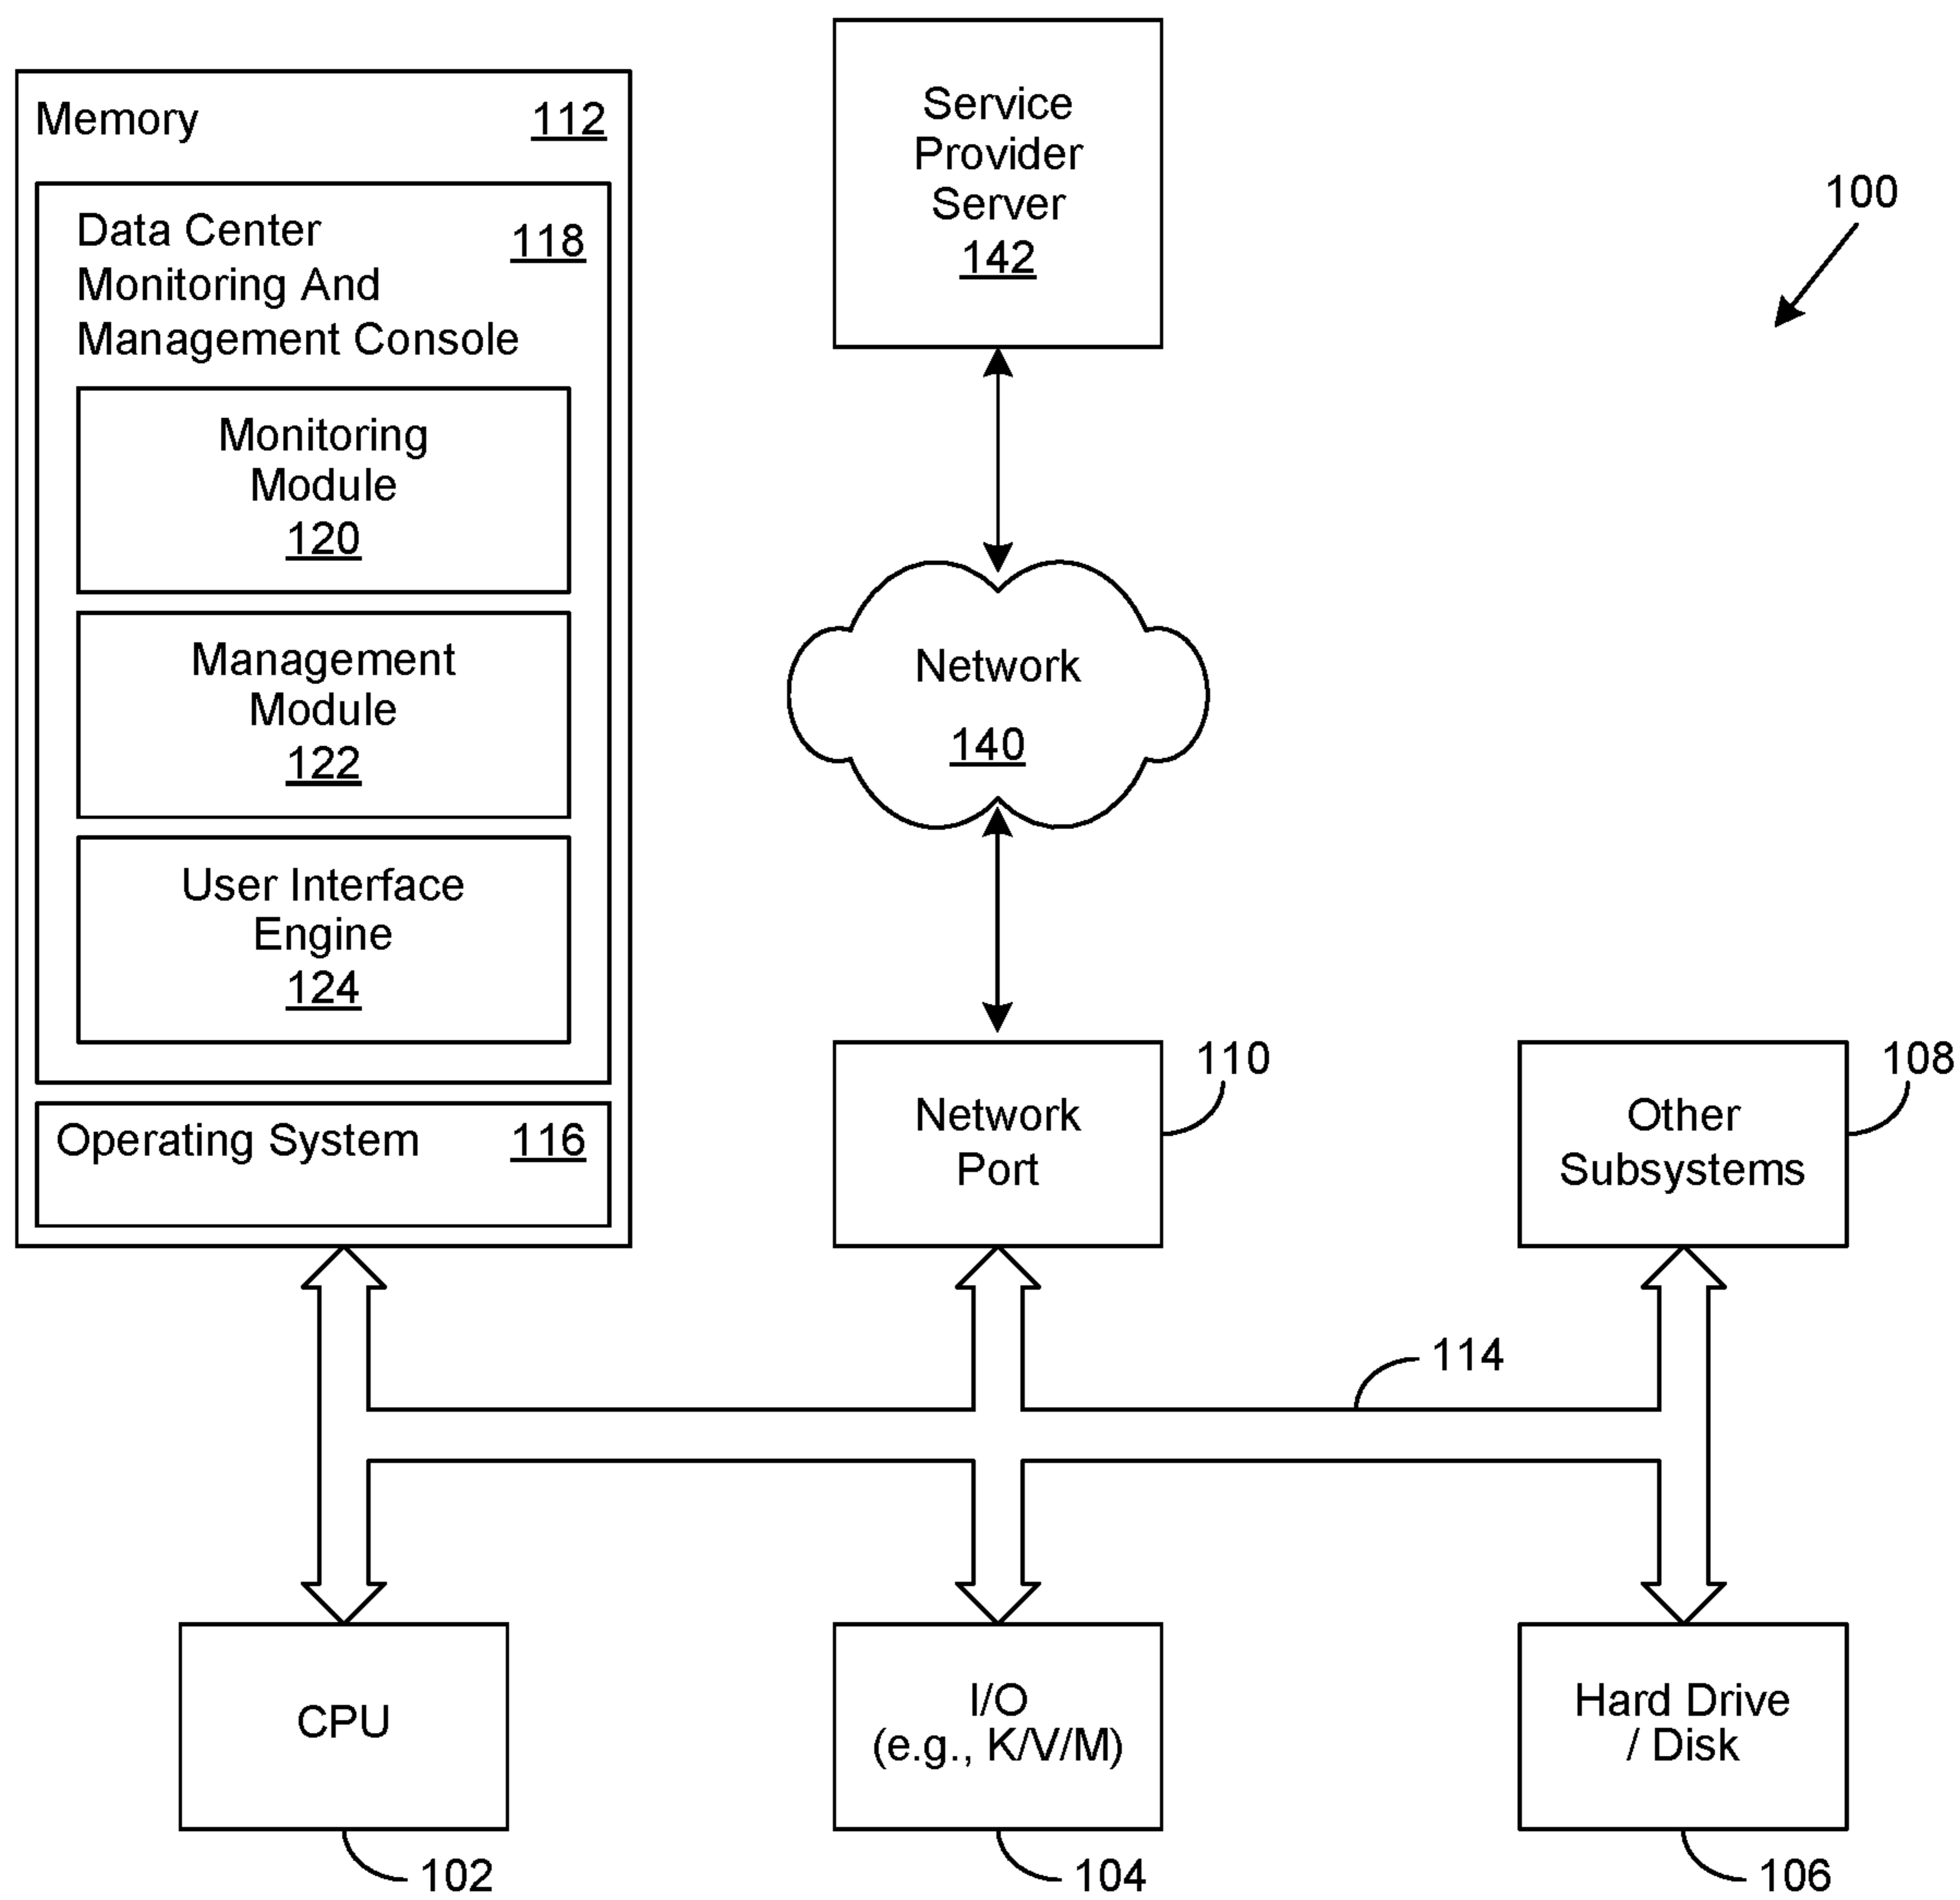 Memory 112
Data Center 118
Monitoring And
Management Console
Monitoring
Module
120
Management
Module
122
User Interface
Engine
124
Operating System 116
Service
Provider
Server
142
100
Network
140
Network
Port
110
Other
Subsystems
108
114
CPU
102
I/O
(e.g., K/V/M)
104
Hard Drive
/ Disk
106